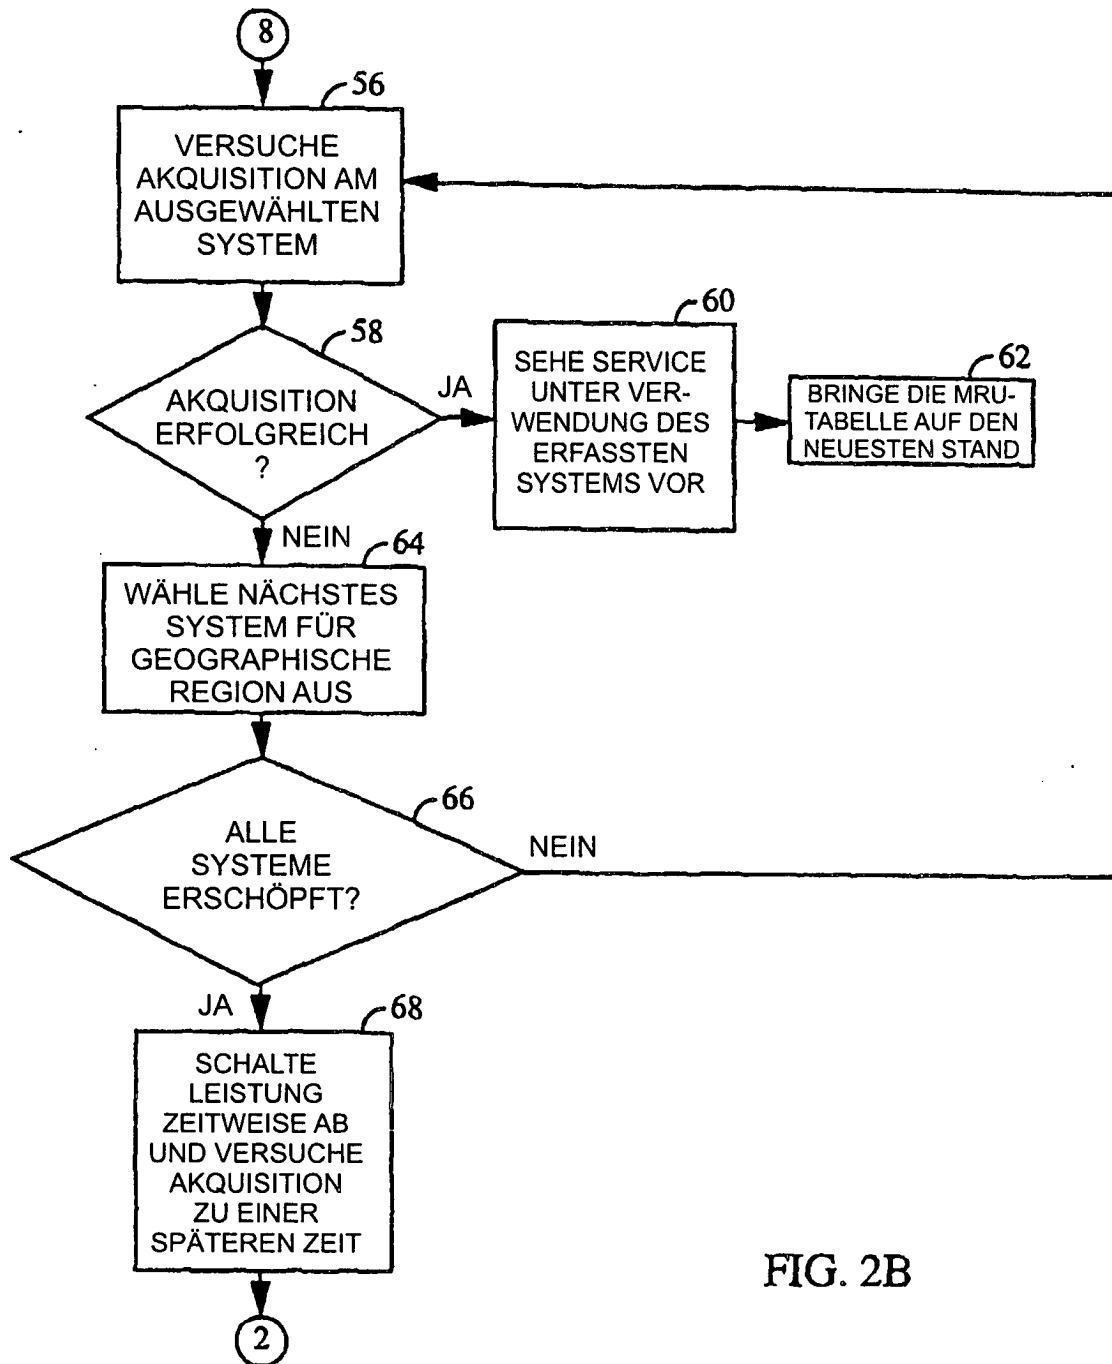 8
56
VERSUCHE
AKQUISITION AM
AUSGEWÄHLTEN
SYSTEM
58
AKQUISITION
ERFOLGREICH
?
JA
60
SEHE SERVICE
UNTER VER-
WENDUNG DES
ERFASSTEN
SYSTEMS VOR
62
BRINGE DIE MRU-
TABELLE AUF DEN
NEUESTEN STAND
NEIN
64
WÄHLE NÄCHSTES
SYSTEM FÜR
GEOGRAPHISCHE
REGION AUS
66
ALLE
SYSTEME
ERSCHÖPFT?
NEIN
JA
68
SCHALTE
LEISTUNG
ZEITWEISE AB
UND VERSUCHE
AKQUISITION
ZU EINER
SPÄTEREN ZEIT
2
FIG. 2B